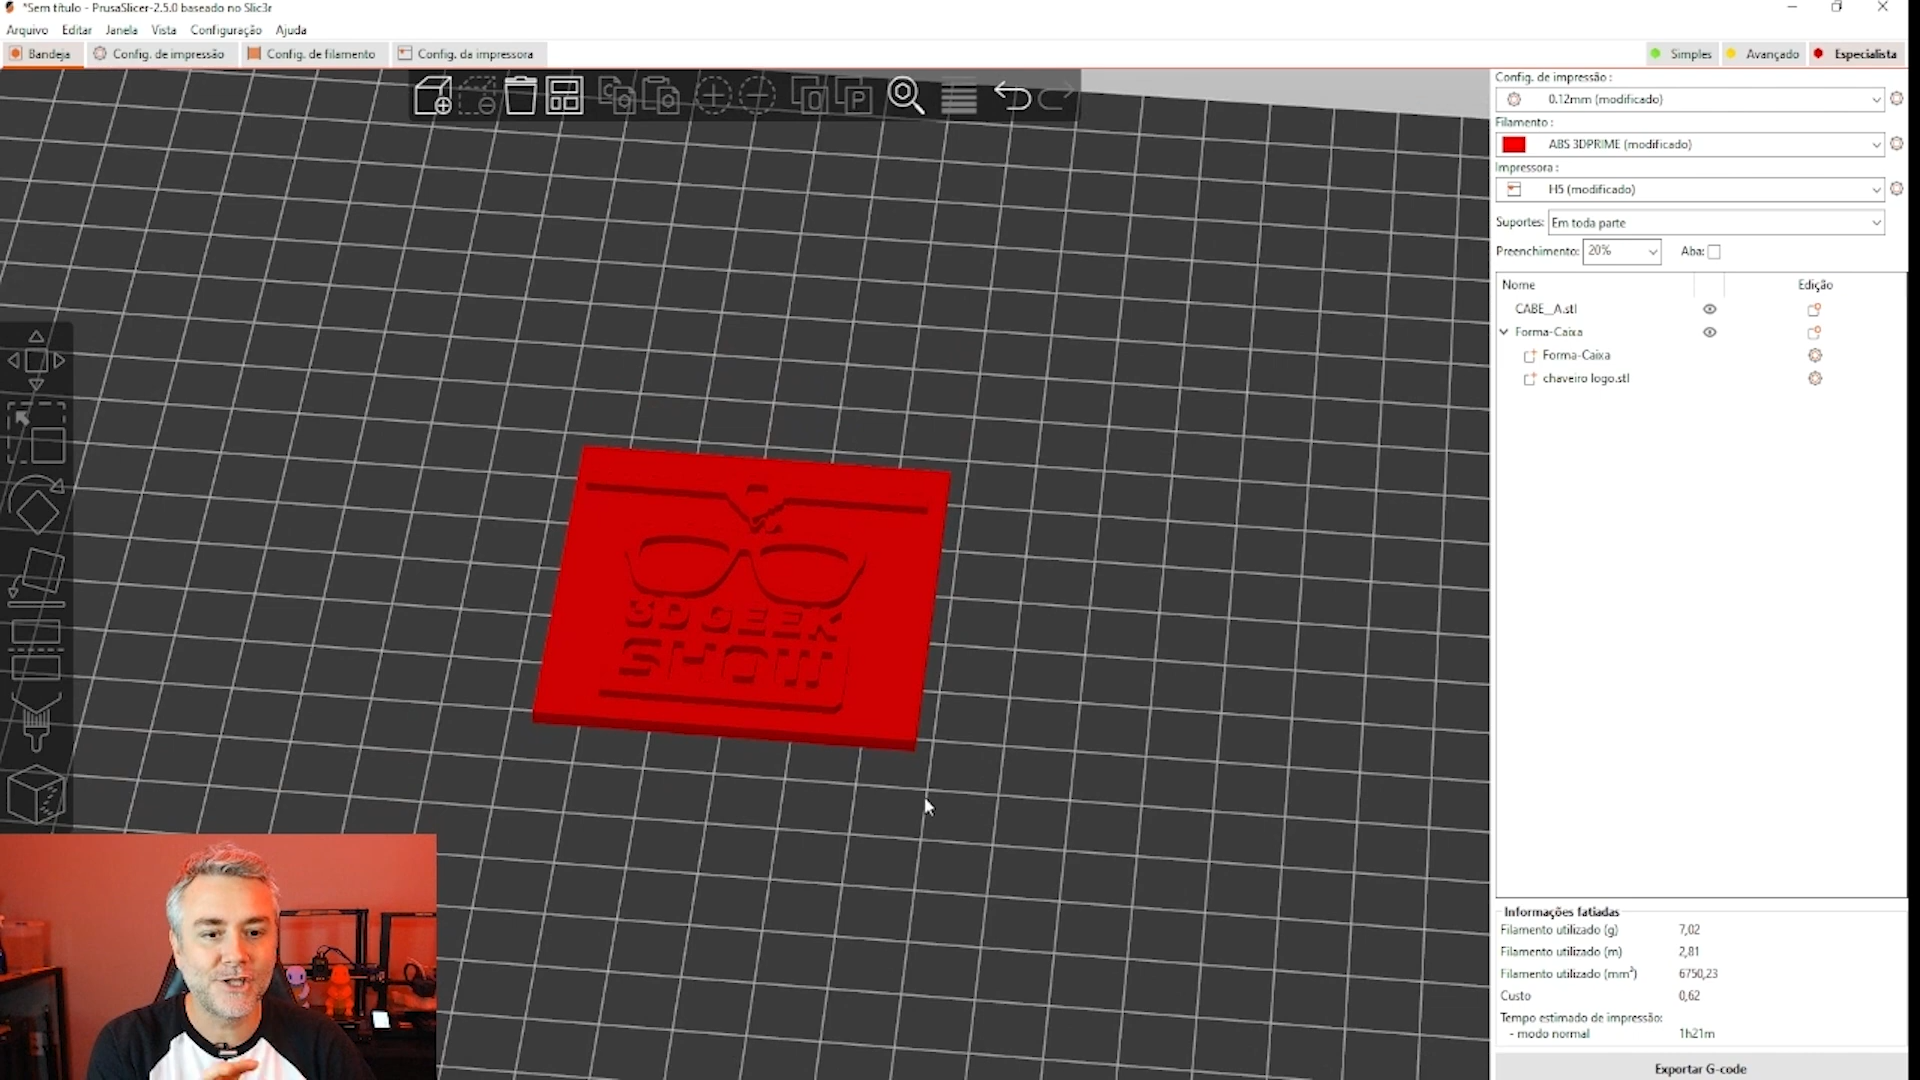 *Sem título - PrusaSlicer-2.5.0 baseado no Slic3r
Arquivo Editar Janela Vista Configuração Ajuda
Bandeja Config. de impressão Config. de filamento Config. da impressora Simples Avançado Especialista
Config. de impressão :
0.12mm (modificado)
Filamento :
ABS 3DPRIME (modificado)
Impressora :
H5 (modificado)
Suportes: Em toda parte
Preenchimento: 20% Aba:
Nome Edição
CABE__A.stl
Forma-Caixa
Forma-Caixa
chaveiro logo.stl
3D GEEK
SHOW
Informações fatiadas
Filamento utilizado (g) 7,02
Filamento utilizado (m) 2,81
Filamento utilizado (mm³) 6750,23
Custo 0,62
Tempo estimado de impressão:
- modo normal 1h21m
Exportar G-code